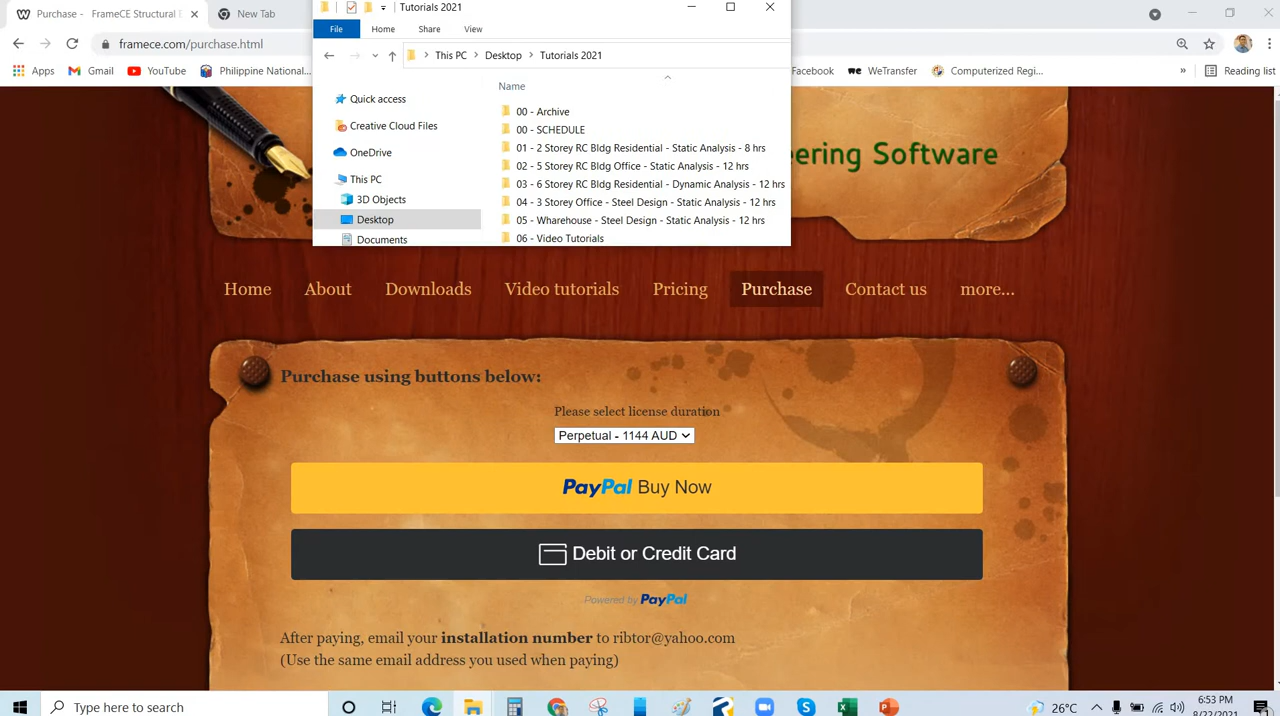 Purchase - FrameCE Structural E
New Tab
Tutorials 2021
File Home Share View
framece.com/purchase.html
This PC Desktop Tutorials 2021
Apps Gmail YouTube Philippine National... Facebook WeTransfer Computerized Regi... » Reading list
Name
Quick access
Creative Cloud Files
OneDrive
This PC
3D Objects
Desktop
Documents
00 - Archive
00 - SCHEDULE
01 - 2 Storey RC Bldg Residential - Static Analysis - 8 hrs
02 - 5 Storey RC Bldg Office - Static Analysis - 12 hrs
03 - 6 Storey RC Bldg Residential - Dynamic Analysis - 12 hrs
04 - 3 Storey Office - Steel Design - Static Analysis - 12 hrs
05 - Wharehouse - Steel Design - Static Analysis - 12 hrs
06 - Video Tutorials
eering Software
Home About Downloads Video tutorials Pricing Purchase Contact us more...
Purchase using buttons below:
Please select license duration
Perpetual - 1144 AUD
PayPal Buy Now
Debit or Credit Card
Powered by PayPal
After paying, email your installation number to ribtor@yahoo.com
(Use the same email address you used when paying)
Type here to search
26°C
6:53 PM